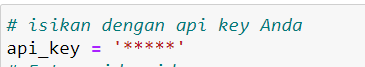 # isikan dengan api key Anda
api_key = '*****'